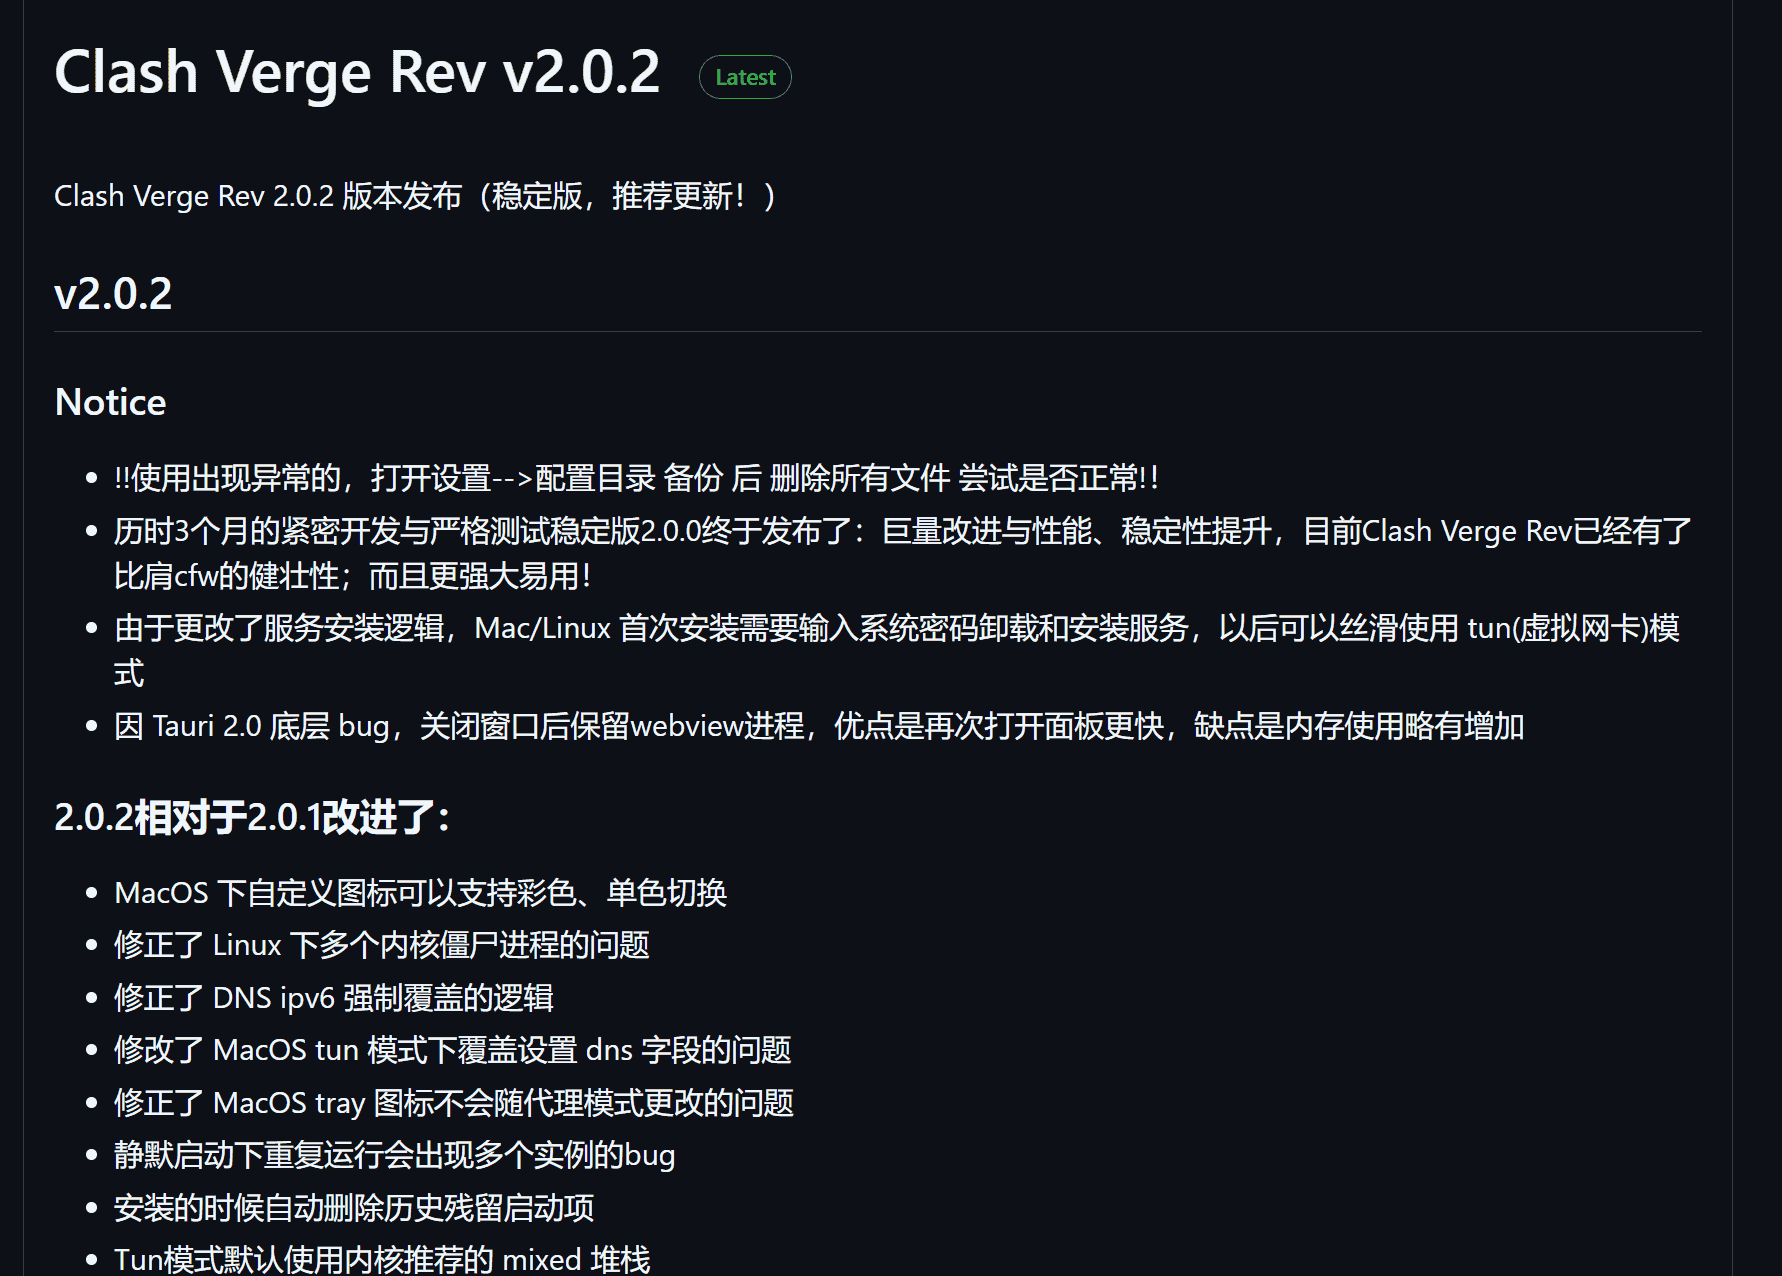 Clash Verge Rev v2.0.2 Latest
Clash Verge Rev 2.0.2 版本发布（稳定版，推荐更新！）
v2.0.2
Notice
!!使用出现异常的，打开设置-->配置目录 备份 后 删除所有文件 尝试是否正常!！
历时3个月的紧密开发与严格测试稳定版2.0.0终于发布了：巨量改进与性能、稳定性提升，目前Clash Verge Rev已经有了
比肩cfw的健壮性；而且更强大易用！
由于更改了服务安装逻辑，Mac/Linux 首次安装需要输入系统密码卸载和安装服务，以后可以丝滑使用 tun(虚拟网卡)模
式
因 Tauri 2.0 底层 bug，关闭窗口后保留webview进程，优点是再次打开面板更快，缺点是内存使用略有增加
2.0.2相对于2.0.1改进了：
MacOS 下自定义图标可以支持彩色、单色切换
修正了 Linux 下多个内核僵尸进程的问题
修正了 DNS ipv6 强制覆盖的逻辑
修改了 MacOS tun 模式下覆盖设置 dns 字段的问题
修正了 MacOS tray 图标不会随代理模式更改的问题
静默启动下重复运行会出现多个实例的bug
安装的时候自动删除历史残留启动项
Tun模式默认使用内核推荐的 mixed 堆栈